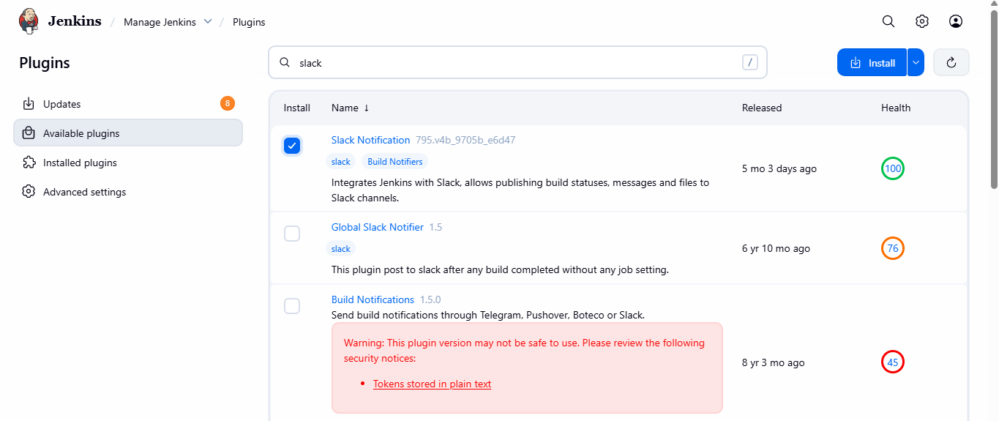 Jenkins / Manage Jenkins / Plugins
Plugins
slack /
Install
Updates 8
Available plugins
Installed plugins
Advanced settings
Install Name ↓ Released Health
Slack Notification 795.v4b_9705b_e6d47
slack Build Notifiers
Integrates Jenkins with Slack, allows publishing build statuses, messages and files to
Slack channels.
5 mo 3 days ago 100
Global Slack Notifier 1.5
slack
This plugin post to slack after any build completed without any job setting.
6 yr 10 mo ago 76
Build Notifications 1.5.0
Send build notifications through Telegram, Pushover, Boteco or Slack.
Warning: This plugin version may not be safe to use. Please review the following
security notices:
• Tokens stored in plain text
8 yr 3 mo ago 45